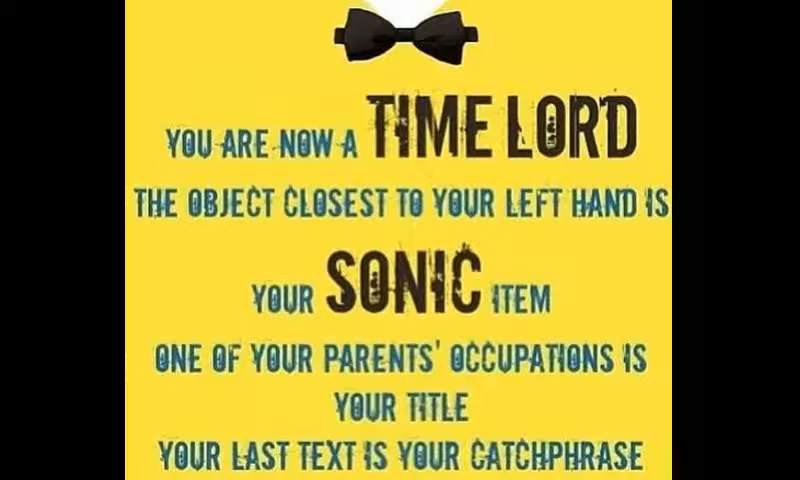 YOU ARE NOW A TIME LORD
THE OBJECT CLOSEST TO YOUR LEFT HAND IS
YOUR SONIC ITEM
ONE OF YOUR PARENTS' OCCUPATIONS IS
YOUR TITLE
YOUR LAST TEXT IS YOUR CATCHPHRASE